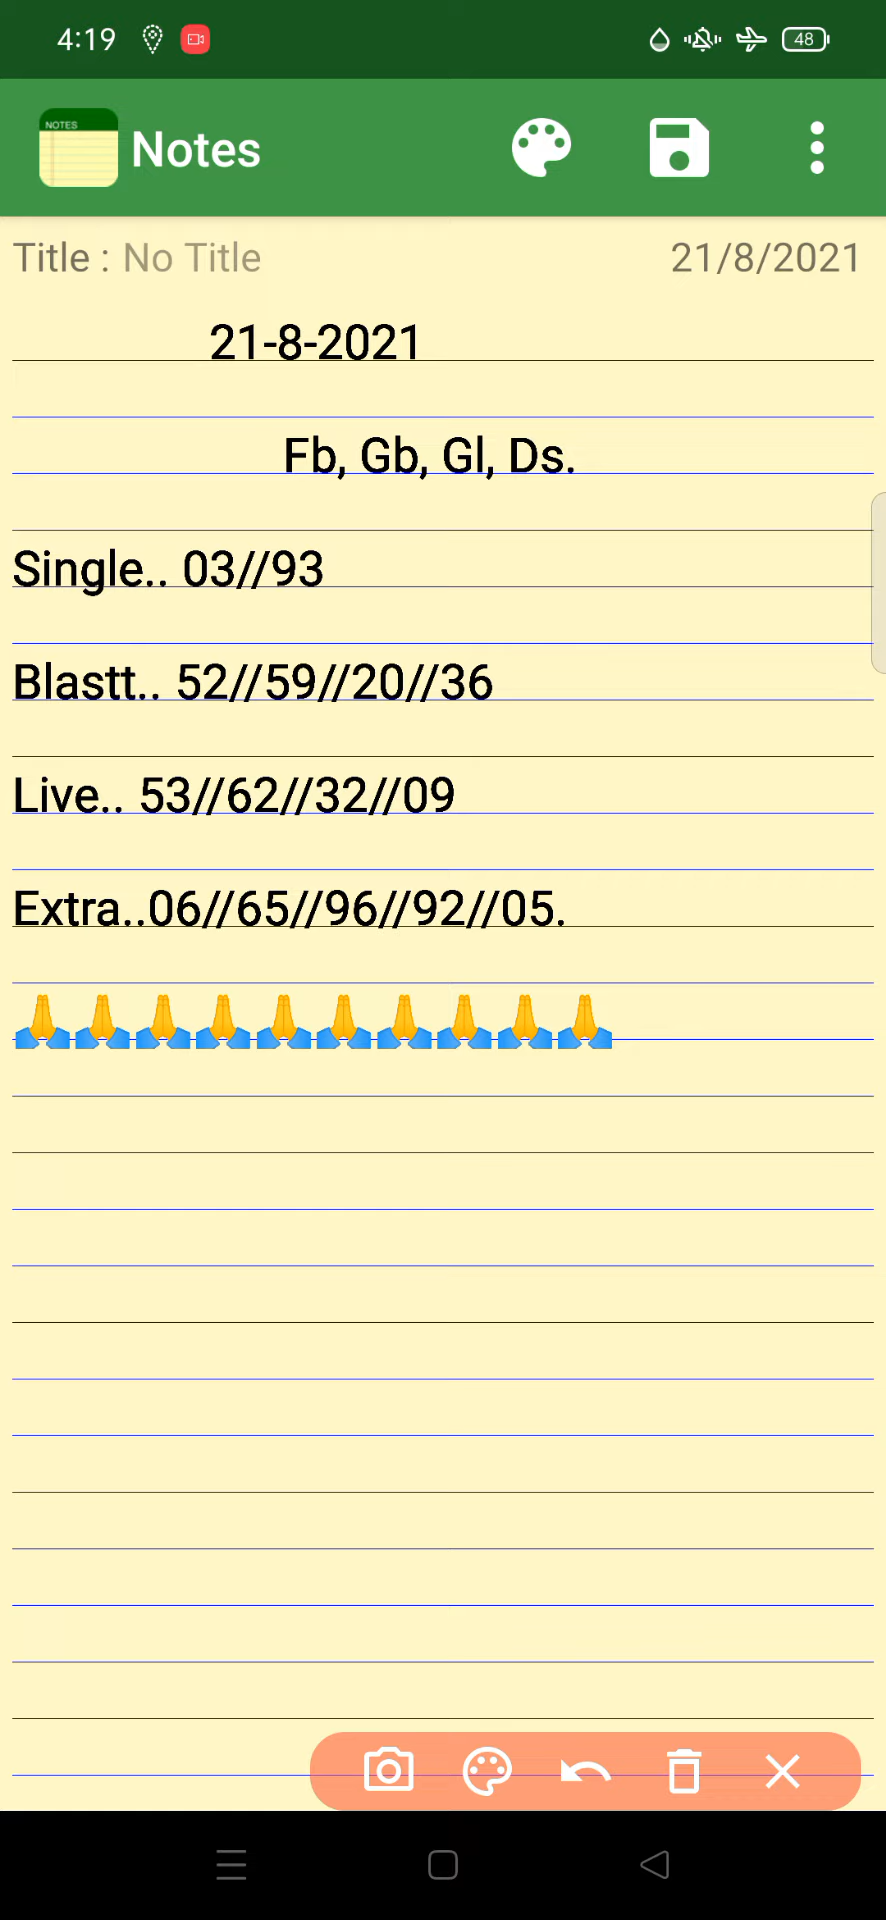 4:19 48
NOTES
Notes
Title : No Title 21/8/2021
21-8-2021
Fb, Gb, Gl, Ds.
Single.. 03//93
Blastt.. 52//59//20//36
Live.. 53//62//32//09
Extra..06//65//96//92//05.
🙏🙏🙏🙏🙏🙏🙏🙏🙏🙏